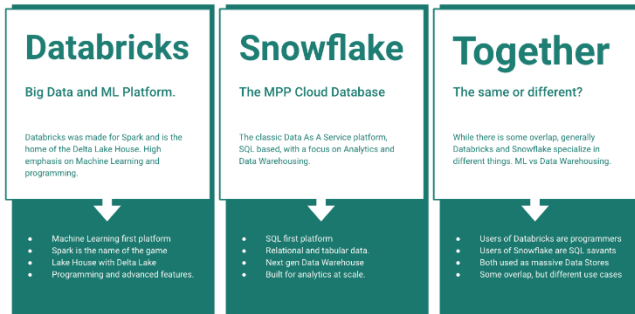 Databricks
Big Data and ML Platform.
Databricks was made for Spark and is the
home of the Delta Lake House. High
emphasis on Machine Learning and
programming.
Machine Learning first platform
Spark is the name of the game
Lake House with Delta Lake
Programming and advanced features.
Snowflake
The MPP Cloud Database
The classic Data As A Service platform,
SQL based, with a focus on Analytics and
Data Warehousing.
SQL first platform
Relational and tabular data.
Next gen Data Warehouse
Built for analytics at scale.
Together
The same or different?
While there is some overlap, generally
Databricks and Snowflake specialize in
different things. ML vs Data Warehousing.
Users of Databricks are programmers
Users of Snowflake are SQL savants
Both used as massive Data Stores
Some overlap, but different use cases